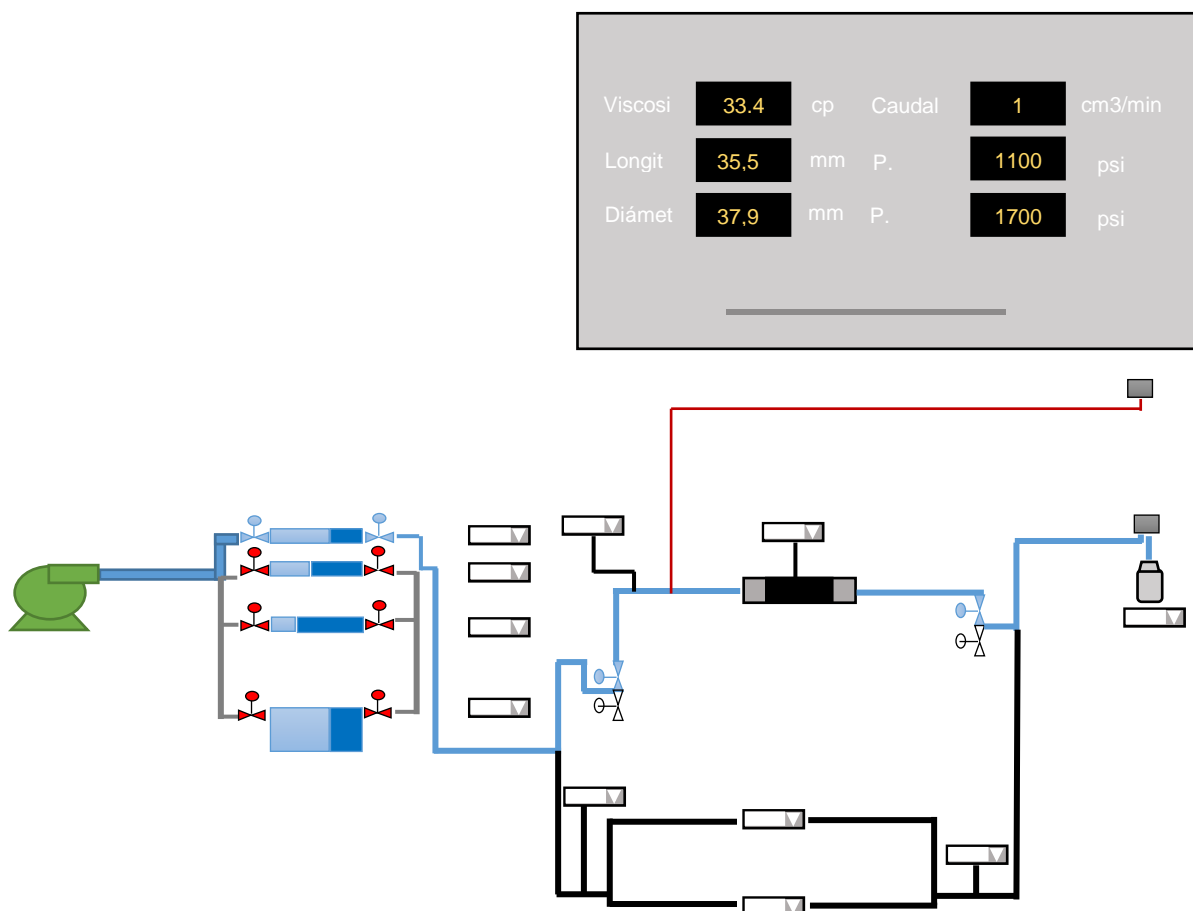 Viscosi 33.4 cp Caudal 1 cm3/min
Longit 35,5 mm P. 1100 psi
Diámet 37,9 mm P. 1700 psi